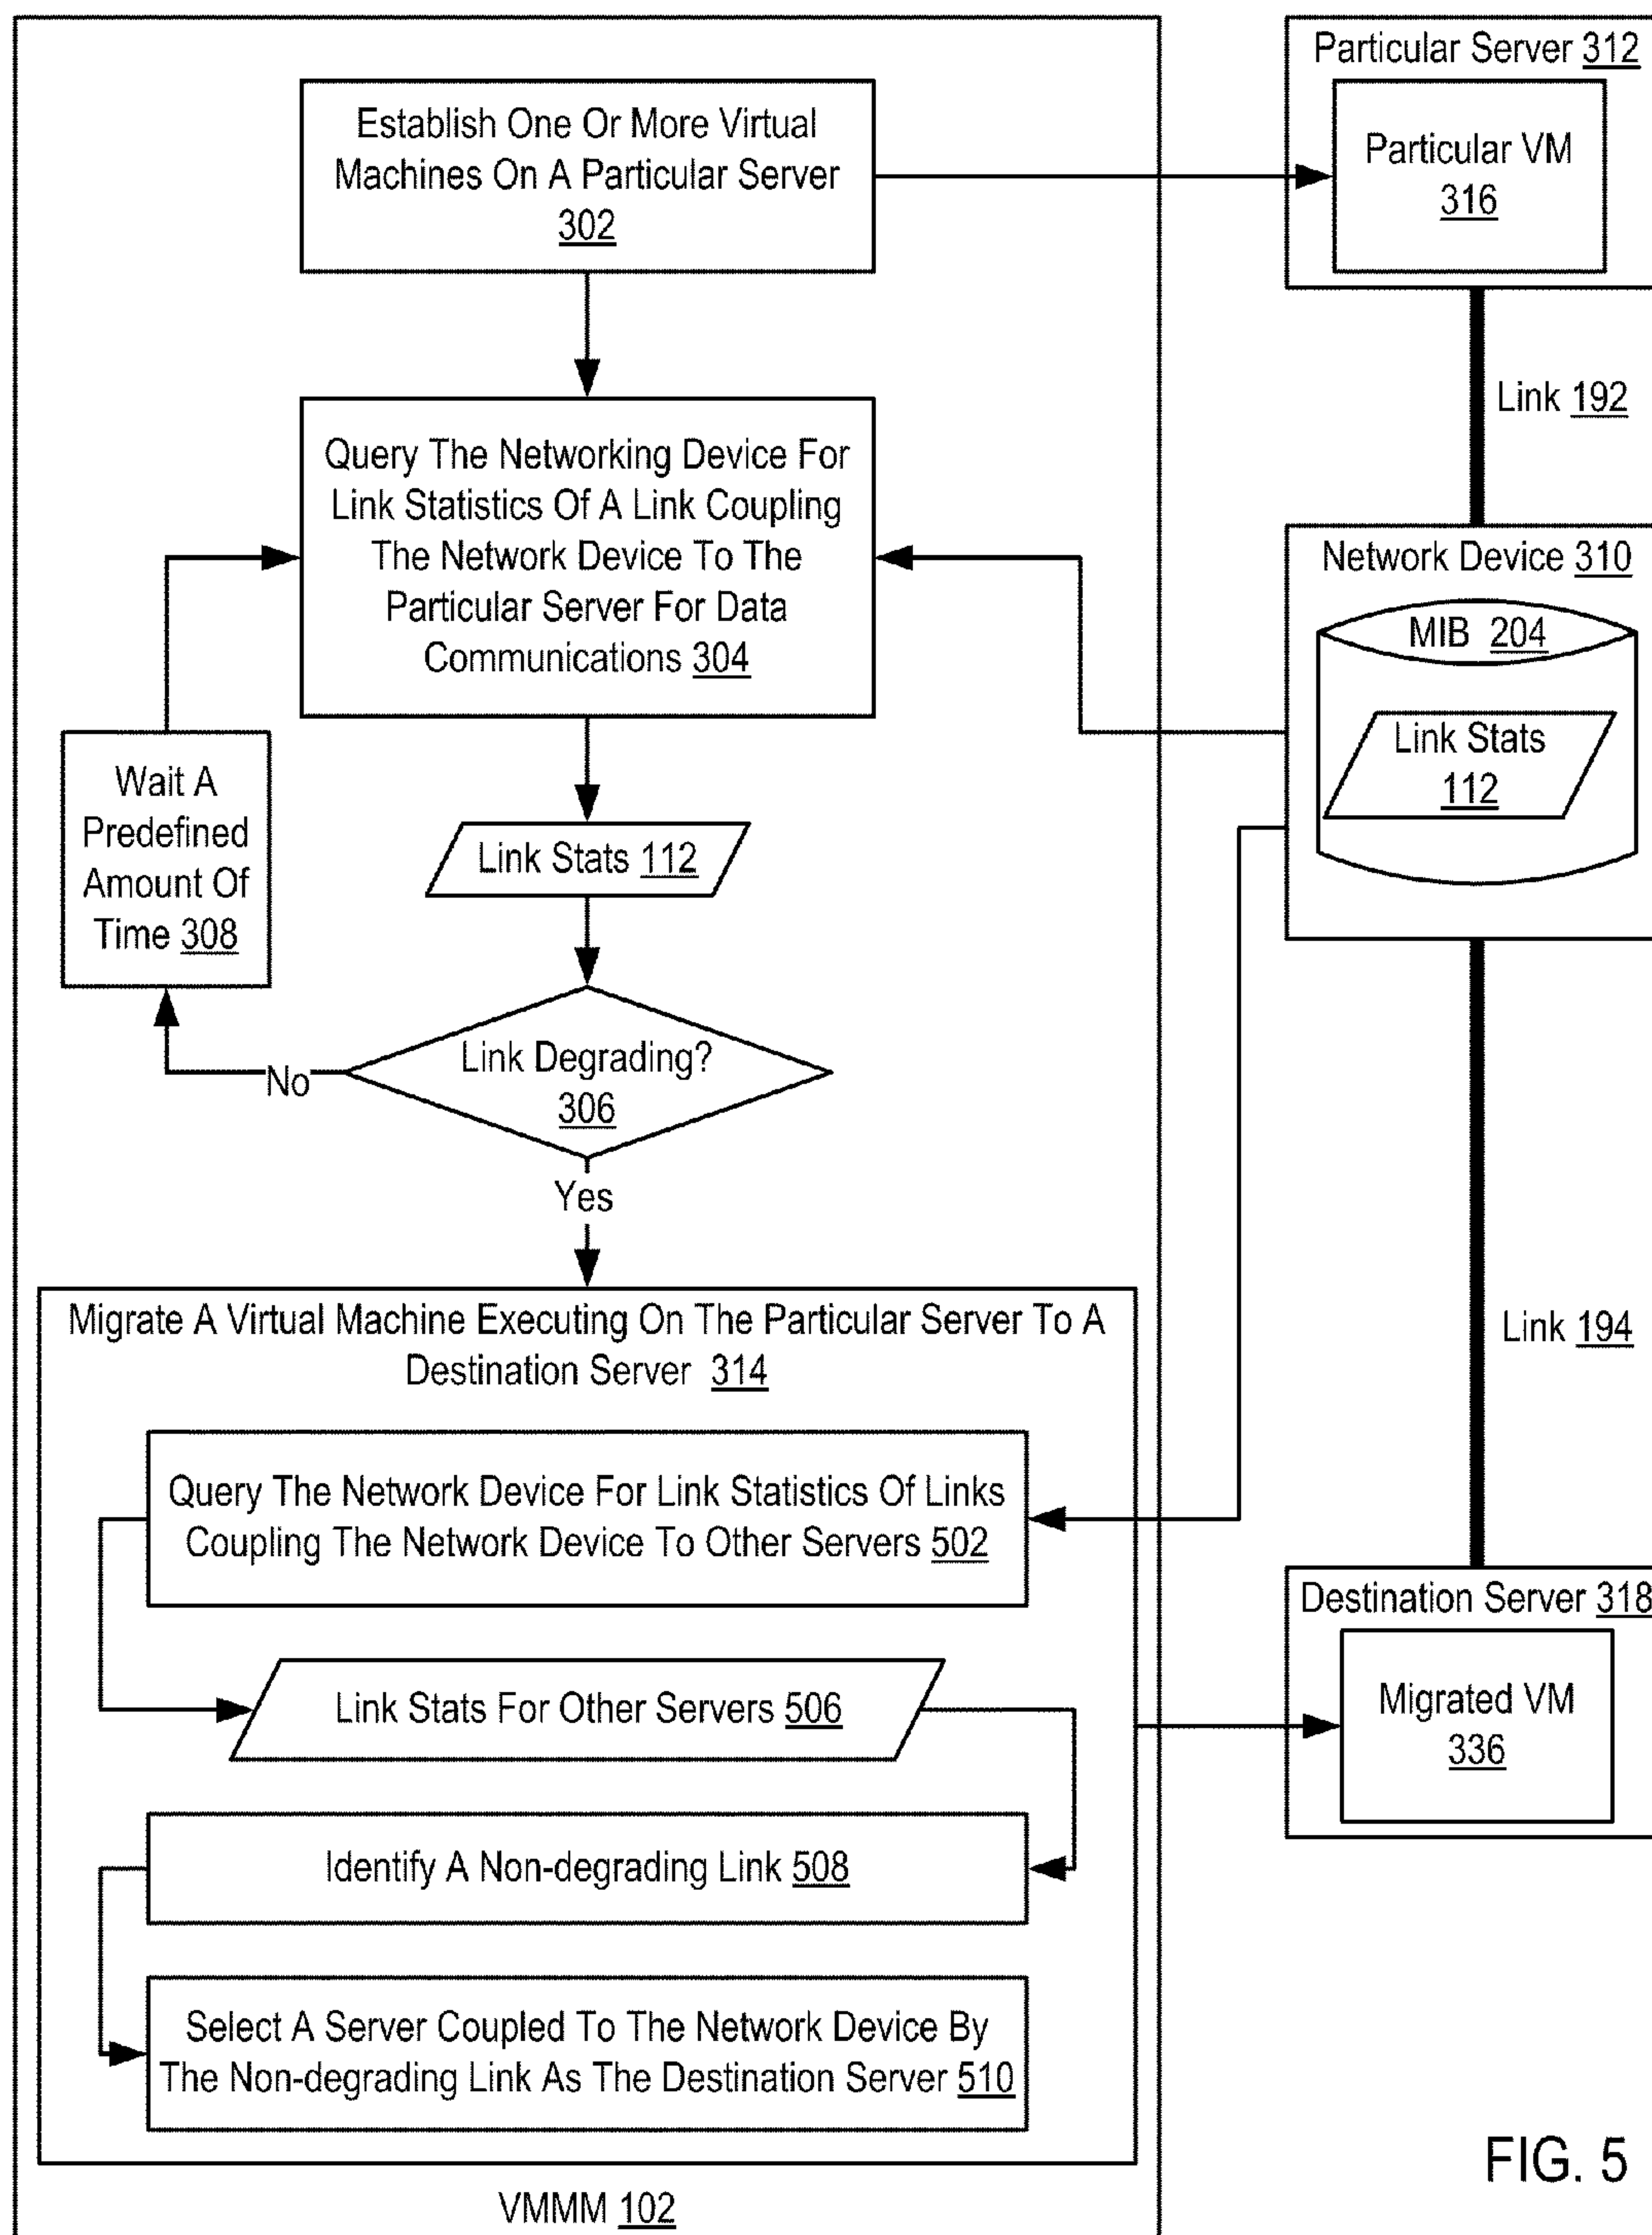 Establish One Or More Virtual
Machines On A Particular Server
302
Query The Networking Device For
Link Statistics Of A Link Coupling
The Network Device To The
Particular Server For Data
Communications 304
Wait A
Predefined
Amount Of
Time 308
Link Stats 112
Link Degrading?
306
No
Yes
Migrate A Virtual Machine Executing On The Particular Server To A
Destination Server 314
Query The Network Device For Link Statistics Of Links
Coupling The Network Device To Other Servers 502
Link Stats For Other Servers 506
Identify A Non-degrading Link 508
Select A Server Coupled To The Network Device By
The Non-degrading Link As The Destination Server 510
VMMM 102
Particular Server 312
Particular VM
316
Link 192
Network Device 310
MIB 204
Link Stats
112
Link 194
Destination Server 318
Migrated VM
336
FIG. 5